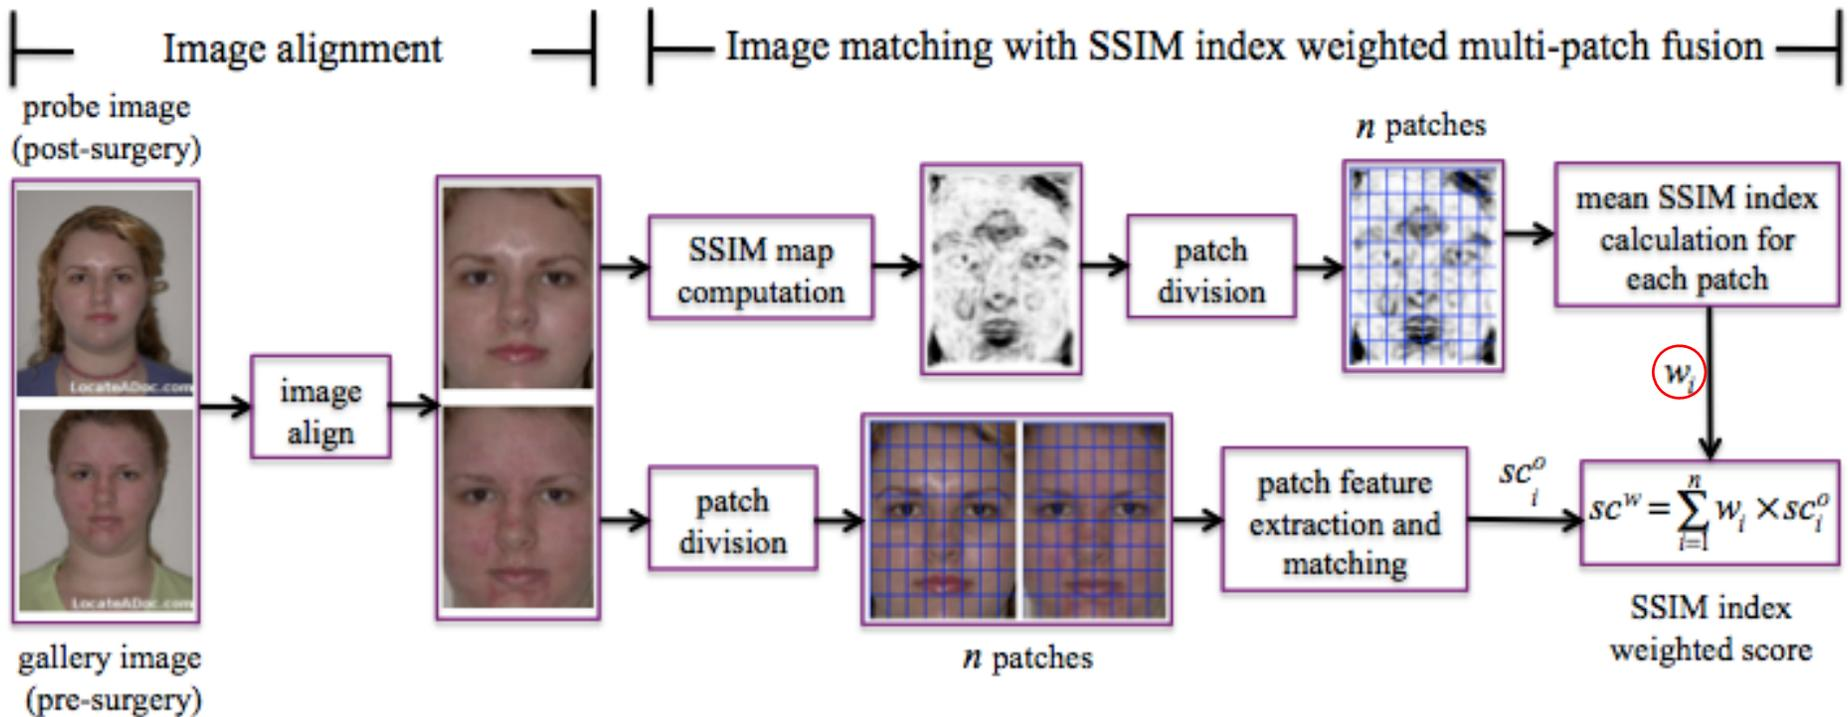 Image alignment
Image matching with SSIM index weighted multi-patch fusion
probe image
(post-surgery)
n patches
LocateADoc.com
LocateADoc.com
image
align
SSIM map
computation
patch
division
mean SSIM index
calculation for
each patch
w_i
patch
division
patch feature
extraction and
matching
sc_i^o
sc^w = \sum_{i=1}^{n} w_i × sc_i^o
SSIM index
weighted score
n patches
gallery image
(pre-surgery)